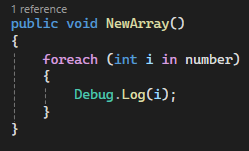 1 reference
public void NewArray()
{
    foreach (int i in number)
    {
        Debug.Log(i);
    }
}